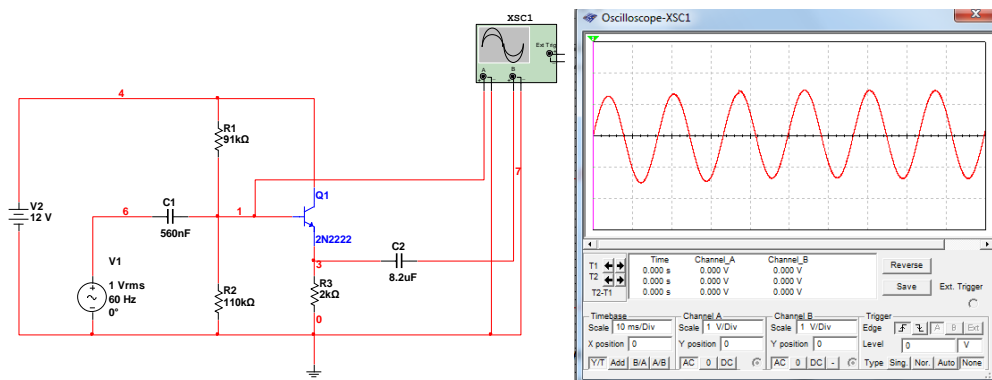 XSC1
Ext Trig
A
B
4
R1
91kΩ
7
V2
12 V
Q1
6
C1
1
560nF
2N2222
V1
C2
3
8.2uF
1 Vrms
60 Hz
0°
R2
110kΩ
R3
2kΩ
0
Oscilloscope-XSC1
Time Channel_A Channel_B
T1 0.000 s 0.000 V 0.000 V
T2 0.000 s 0.000 V 0.000 V
T2-T1 0.000 s 0.000 V 0.000 V
Reverse
Save
Ext. Trigger
Timebase
Scale 10 ms/Div
X position 0
Y/T Add B/A A/B
Channel A
Scale 1 V/Div
Y position 0
AC 0 DC
Channel B
Scale 1 V/Div
Y position 0
AC 0 DC -
Trigger
Edge A B Ext
Level 0 V
Type Sing. Nor. Auto None